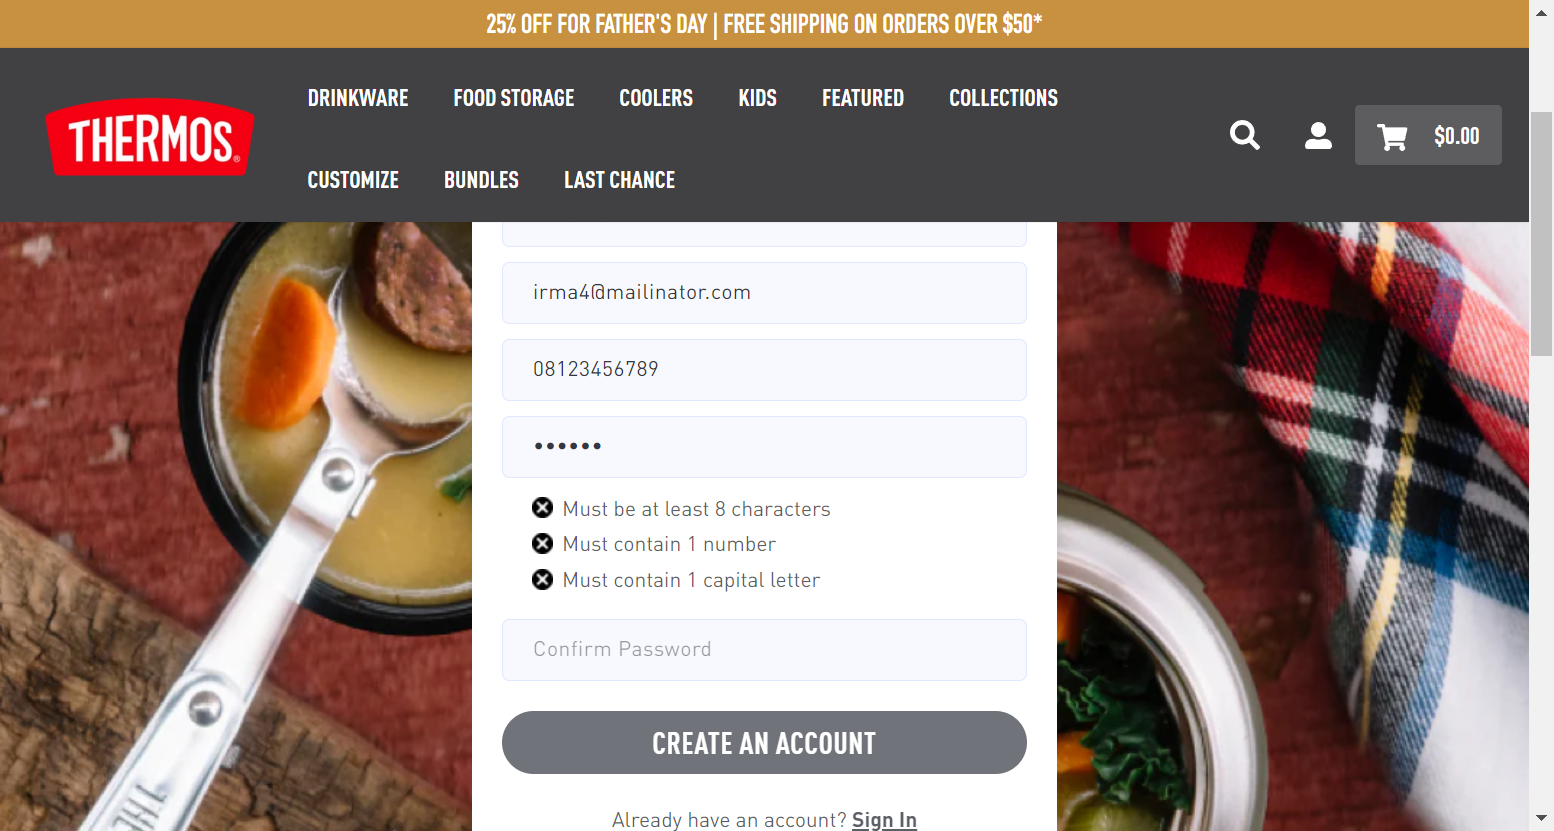 25% OFF FOR FATHER'S DAY | FREE SHIPPING ON ORDERS OVER $50*
THERMOS®
DRINKWARE FOOD STORAGE COOLERS KIDS FEATURED COLLECTIONS
CUSTOMIZE BUNDLES LAST CHANCE
$0.00
irma4@mailinator.com
08123456789
••••••
Must be at least 8 characters
Must contain 1 number
Must contain 1 capital letter
Confirm Password
CREATE AN ACCOUNT
Already have an account? Sign In